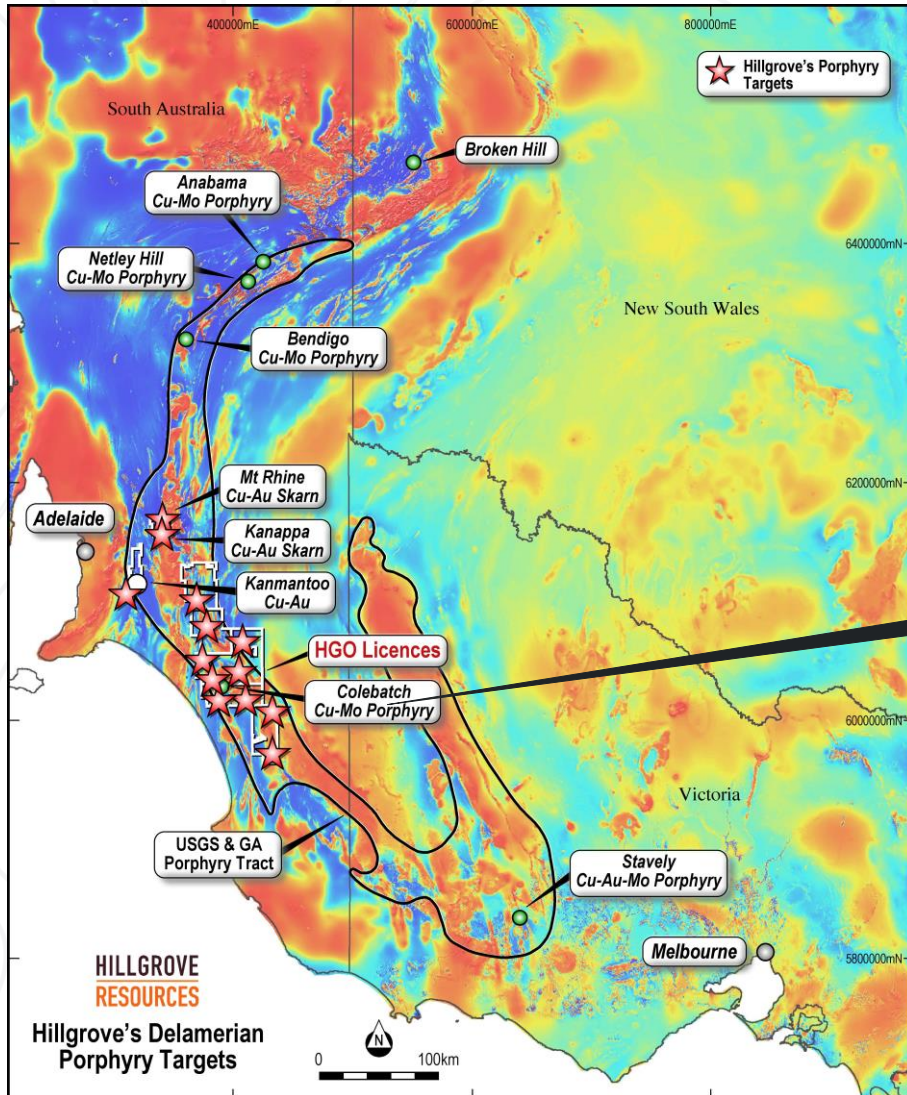 400000mE
600000mE
800000mE
Hillgrove's Porphyry
Targets
South Australia
Broken Hill
Anabama
Cu-Mo Porphyry
6400000mN
Netley Hill
Cu-Mo Porphyry
New South Wales
Bendigo
Cu-Mo Porphyry
6200000mN
Mt Rhine
Cu-Au Skarn
Adelaide
Kanappa
Cu-Au Skarn
Kanmantoo
Cu-Au
HGO Licences
Colebatch
Cu-Mo Porphyry
6000000mN
Victoria
USGS & GA
Porphyry Tract
Stavely
Cu-Au-Mo Porphyry
Melbourne
5800000mN
HILLGROVE
RESOURCES
Hillgrove's Delamerian
Porphyry Targets
N
0
100km